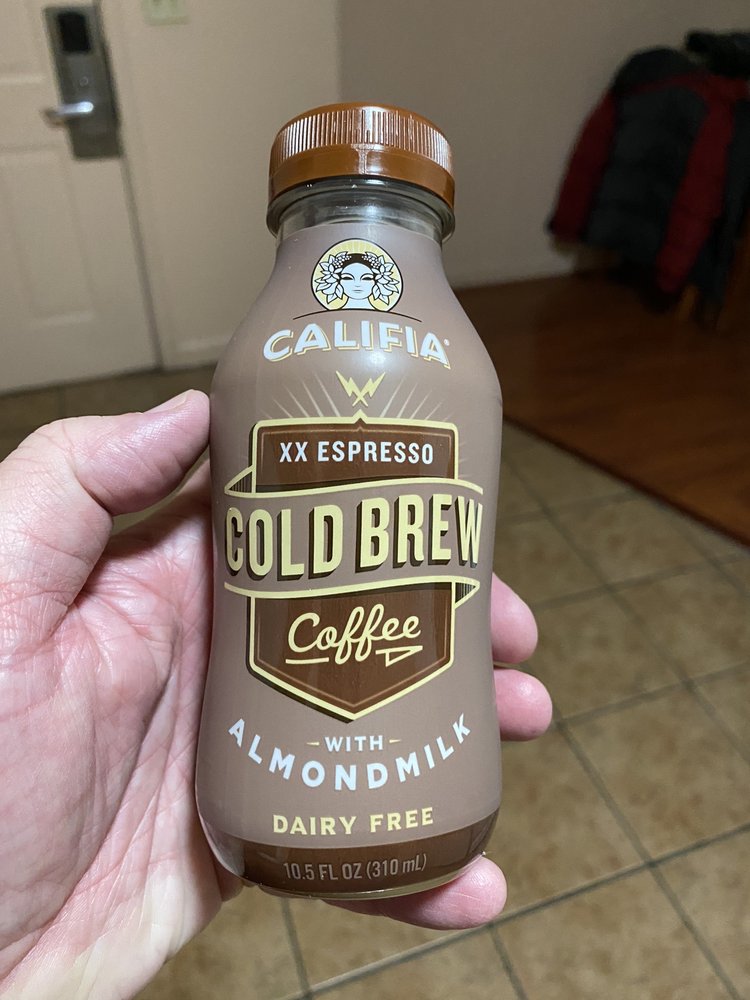 CALIFIA
XX ESPRESSO
COLD BREW
Coffee
WITH
ALMONDMILK
DAIRY FREE
10.5 FL OZ (310 mL)